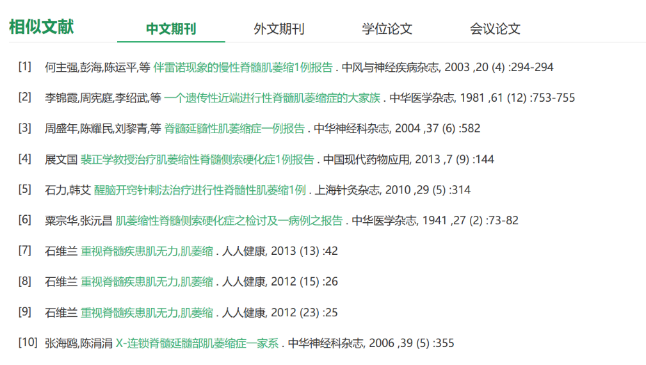 相似文献 中文期刊 外文期刊 学位论文 会议论文
[1] 何主强,彭海,陈运平,等 伴雷诺现象的慢性脊髓肌萎缩1例报告 . 中风与神经疾病杂志, 2003 ,20 (4) :294-294
[2] 李锦霞,周宪庭,李绍武,等 一个遗传性近端进行性脊髓肌萎缩症的大家族 . 中华医学杂志, 1981 ,61 (12) :753-755
[3] 周盛年,陈耀民,刘黎青,等 脊髓延髓性肌萎缩症一例报告 . 中华神经科杂志, 2004 ,37 (6) :582
[4] 展文国 裴正学教授治疗肌萎缩性脊髓侧索硬化症1例报告 . 中国现代药物应用, 2013 ,7 (9) :144
[5] 石力,韩艾 醒脑开窍针刺法治疗进行性脊髓性肌萎缩1例 . 上海针灸杂志, 2010 ,29 (5) :314
[6] 粟宗华,张沅昌 肌萎缩性脊髓侧索硬化症之检讨及一病例之报告 . 中华医学杂志, 1941 ,27 (2) :73-82
[7] 石维兰 重视脊髓疾患肌无力,肌萎缩 . 人人健康, 2013 (13) :42
[8] 石维兰 重视脊髓疾患肌无力,肌萎缩 . 人人健康, 2012 (15) :26
[9] 石维兰 重视脊髓疾患肌无力,肌萎缩 . 人人健康, 2012 (23) :25
[10] 张海鸥,陈涓涓 X-连锁脊髓延髓部肌萎缩症一家系 . 中华神经科杂志, 2006 ,39 (5) :355